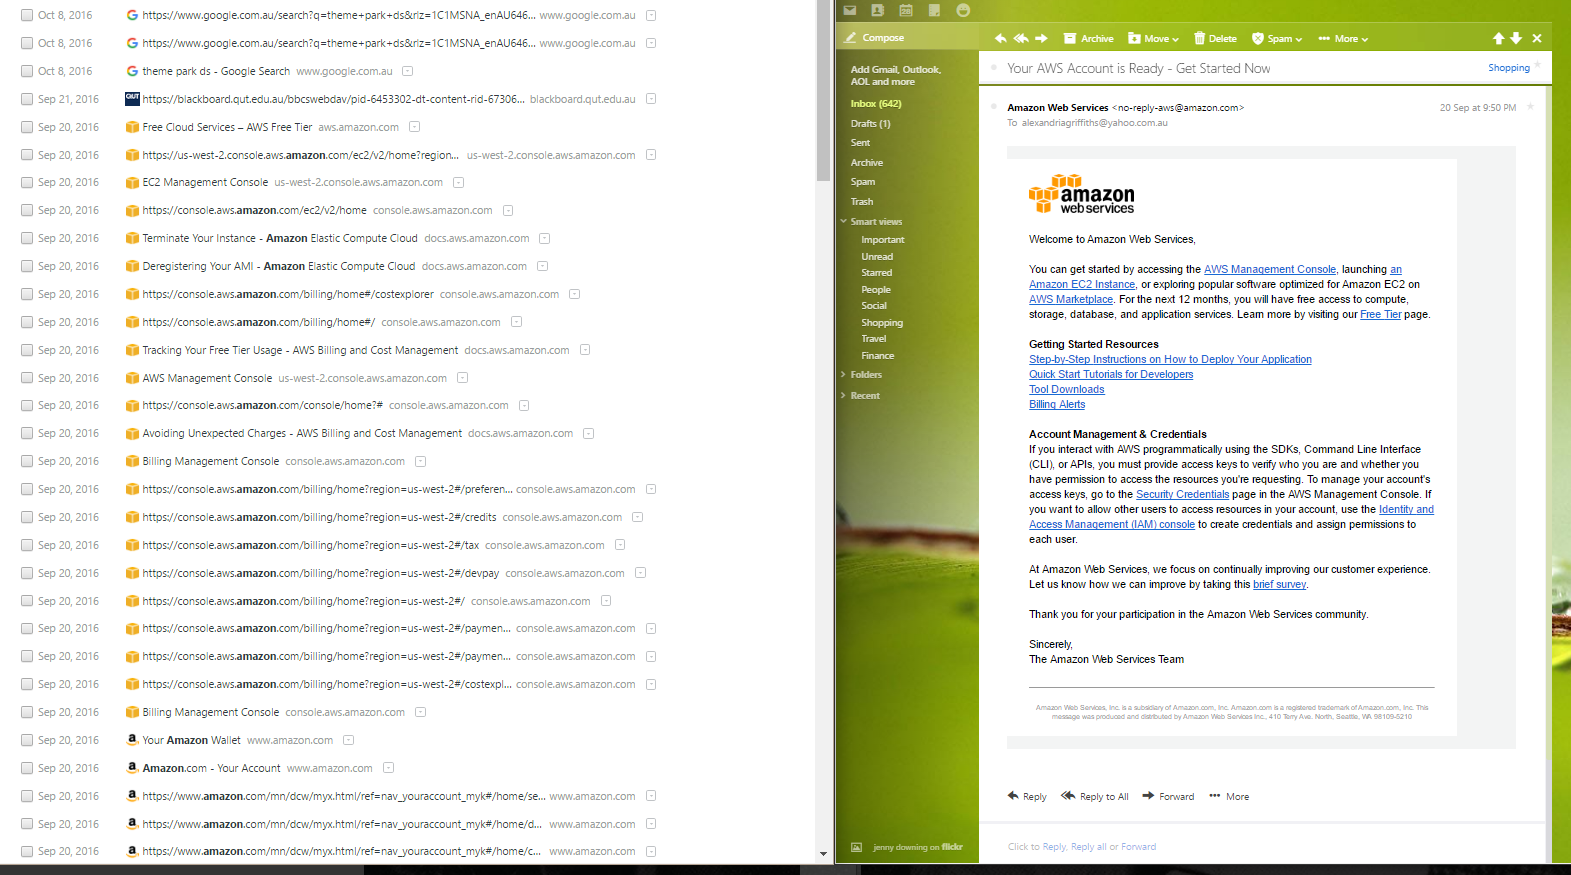 Oct 8, 2016 https://www.google.com.au/search?q=theme+park+ds&rlz=1C1MSNA_enAU646... www.google.com.au
Oct 8, 2016 https://www.google.com.au/search?q=theme+park+ds&rlz=1C1MSNA_enAU646... www.google.com.au
Oct 8, 2016 theme park ds - Google Search www.google.com.au
Sep 21, 2016 QUT https://blackboard.qut.edu.au/bbcswebdav/pid-6453302-dt-content-rid-67306... blackboard.qut.edu.au
Sep 20, 2016 Free Cloud Services – AWS Free Tier aws.amazon.com
Sep 20, 2016 https://us-west-2.console.aws.amazon.com/ec2/v2/home?region... us-west-2.console.aws.amazon.com
Sep 20, 2016 EC2 Management Console us-west-2.console.aws.amazon.com
Sep 20, 2016 https://console.aws.amazon.com/ec2/v2/home console.aws.amazon.com
Sep 20, 2016 Terminate Your Instance - Amazon Elastic Compute Cloud docs.aws.amazon.com
Sep 20, 2016 Deregistering Your AMI - Amazon Elastic Compute Cloud docs.aws.amazon.com
Sep 20, 2016 https://console.aws.amazon.com/billing/home#/costexplorer console.aws.amazon.com
Sep 20, 2016 https://console.aws.amazon.com/billing/home#/ console.aws.amazon.com
Sep 20, 2016 Tracking Your Free Tier Usage - AWS Billing and Cost Management docs.aws.amazon.com
Sep 20, 2016 AWS Management Console us-west-2.console.aws.amazon.com
Sep 20, 2016 https://console.aws.amazon.com/console/home?# console.aws.amazon.com
Sep 20, 2016 Avoiding Unexpected Charges - AWS Billing and Cost Management docs.aws.amazon.com
Sep 20, 2016 Billing Management Console console.aws.amazon.com
Sep 20, 2016 https://console.aws.amazon.com/billing/home?region=us-west-2#/preferen... console.aws.amazon.com
Sep 20, 2016 https://console.aws.amazon.com/billing/home?region=us-west-2#/credits console.aws.amazon.com
Sep 20, 2016 https://console.aws.amazon.com/billing/home?region=us-west-2#/tax console.aws.amazon.com
Sep 20, 2016 https://console.aws.amazon.com/billing/home?region=us-west-2#/devpay console.aws.amazon.com
Sep 20, 2016 https://console.aws.amazon.com/billing/home?region=us-west-2#/ console.aws.amazon.com
Sep 20, 2016 https://console.aws.amazon.com/billing/home?region=us-west-2#/paymen... console.aws.amazon.com
Sep 20, 2016 https://console.aws.amazon.com/billing/home?region=us-west-2#/paymen... console.aws.amazon.com
Sep 20, 2016 https://console.aws.amazon.com/billing/home?region=us-west-2#/costexpl... console.aws.amazon.com
Sep 20, 2016 Billing Management Console console.aws.amazon.com
Sep 20, 2016 Your Amazon Wallet www.amazon.com
Sep 20, 2016 Amazon.com - Your Account www.amazon.com
Sep 20, 2016 https://www.amazon.com/mn/dcw/myx.html/ref=nav_youraccount_myk#/home/se... www.amazon.com
Sep 20, 2016 https://www.amazon.com/mn/dcw/myx.html/ref=nav_youraccount_myk#/home/d... www.amazon.com
Sep 20, 2016 https://www.amazon.com/mn/dcw/myx.html/ref=nav_youraccount_myk#/home/c... www.amazon.com
Compose
Add Gmail, Outlook,
AOL and more
Inbox (642)
Drafts (1)
Sent
Archive
Spam
Trash
Smart views
Important
Unread
Starred
People
Social
Shopping
Travel
Finance
Folders
Recent
jenny downing on flickr
Archive Move Delete Spam More
Your AWS Account is Ready - Get Started Now Shopping
Amazon Web Services <no-reply-aws@amazon.com> 20 Sep at 9:50 PM
To alexandriagriffiths@yahoo.com.au
amazon
web services
Welcome to Amazon Web Services,
You can get started by accessing the AWS Management Console, launching an
Amazon EC2 Instance, or exploring popular software optimized for Amazon EC2 on
AWS Marketplace. For the next 12 months, you will have free access to compute,
storage, database, and application services. Learn more by visiting our Free Tier page.
Getting Started Resources
Step-by-Step Instructions on How to Deploy Your Application
Quick Start Tutorials for Developers
Tool Downloads
Billing Alerts
Account Management & Credentials
If you interact with AWS programmatically using the SDKs, Command Line Interface
(CLI), or APIs, you must provide access keys to verify who you are and whether you
have permission to access the resources you're requesting. To manage your account's
access keys, go to the Security Credentials page in the AWS Management Console. If
you want to allow other users to access resources in your account, use the Identity and
Access Management (IAM) console to create credentials and assign permissions to
each user.
At Amazon Web Services, we focus on continually improving our customer experience.
Let us know how we can improve by taking this brief survey.
Thank you for your participation in the Amazon Web Services community.
Sincerely,
The Amazon Web Services Team
Amazon Web Services, Inc. is a subsidiary of Amazon.com, Inc. Amazon.com is a registered trademark of Amazon.com, Inc. This
message was produced and distributed by Amazon Web Services Inc., 410 Terry Ave. North, Seattle, WA 98109-5210
Reply Reply to All Forward More
Click to Reply, Reply all or Forward